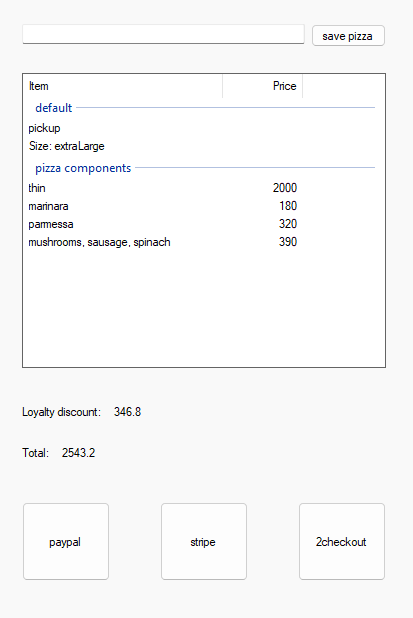 save pizza
Item Price
default
pickup
Size: extraLarge
pizza components
thin 2000
marinara 180
parmessa 320
mushrooms, sausage, spinach 390
Loyalty discount: 346.8
Total: 2543.2
paypal stripe 2checkout